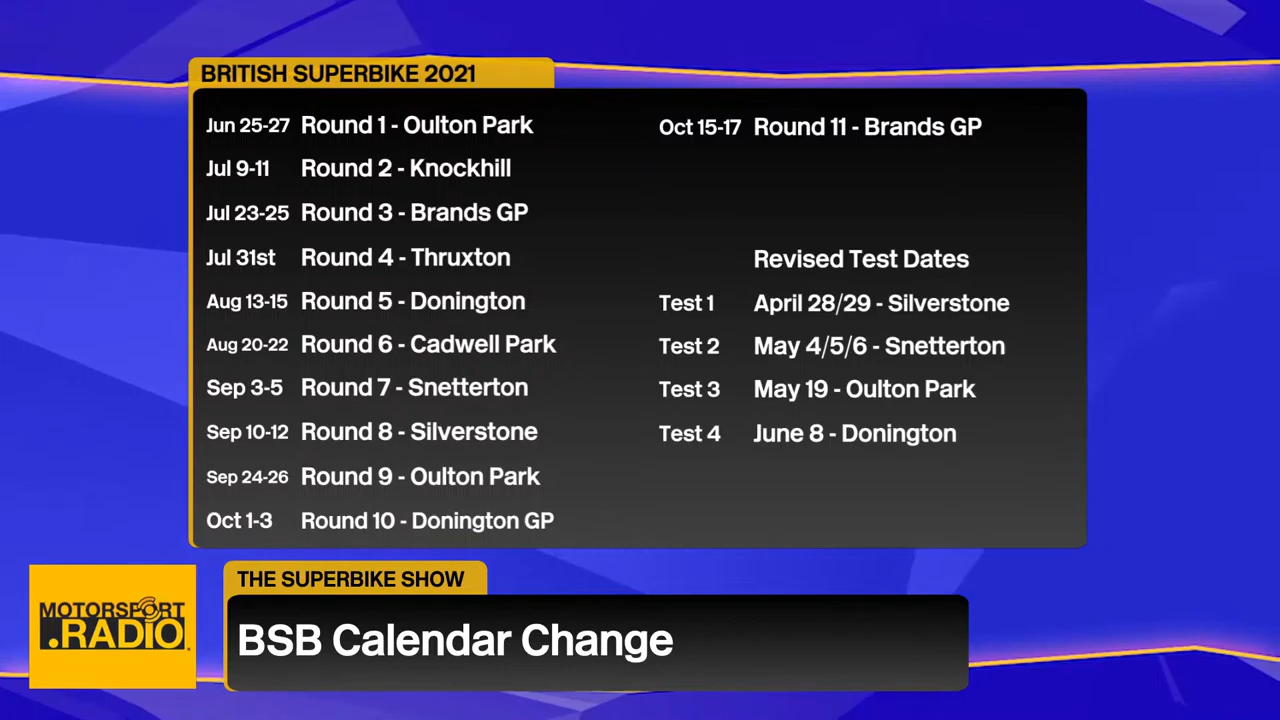 BRITISH SUPERBIKE 2021
Jun 25-27 Round 1 - Oulton Park
Jul 9-11 Round 2 - Knockhill
Jul 23-25 Round 3 - Brands GP
Jul 31st Round 4 - Thruxton
Aug 13-15 Round 5 - Donington
Aug 20-22 Round 6 - Cadwell Park
Sep 3-5 Round 7 - Snetterton
Sep 10-12 Round 8 - Silverstone
Sep 24-26 Round 9 - Oulton Park
Oct 1-3 Round 10 - Donington GP
Oct 15-17 Round 11 - Brands GP
Revised Test Dates
Test 1 April 28/29 - Silverstone
Test 2 May 4/5/6 - Snetterton
Test 3 May 19 - Oulton Park
Test 4 June 8 - Donington
MOTORSPORT
.RADIO
THE SUPERBIKE SHOW
BSB Calendar Change